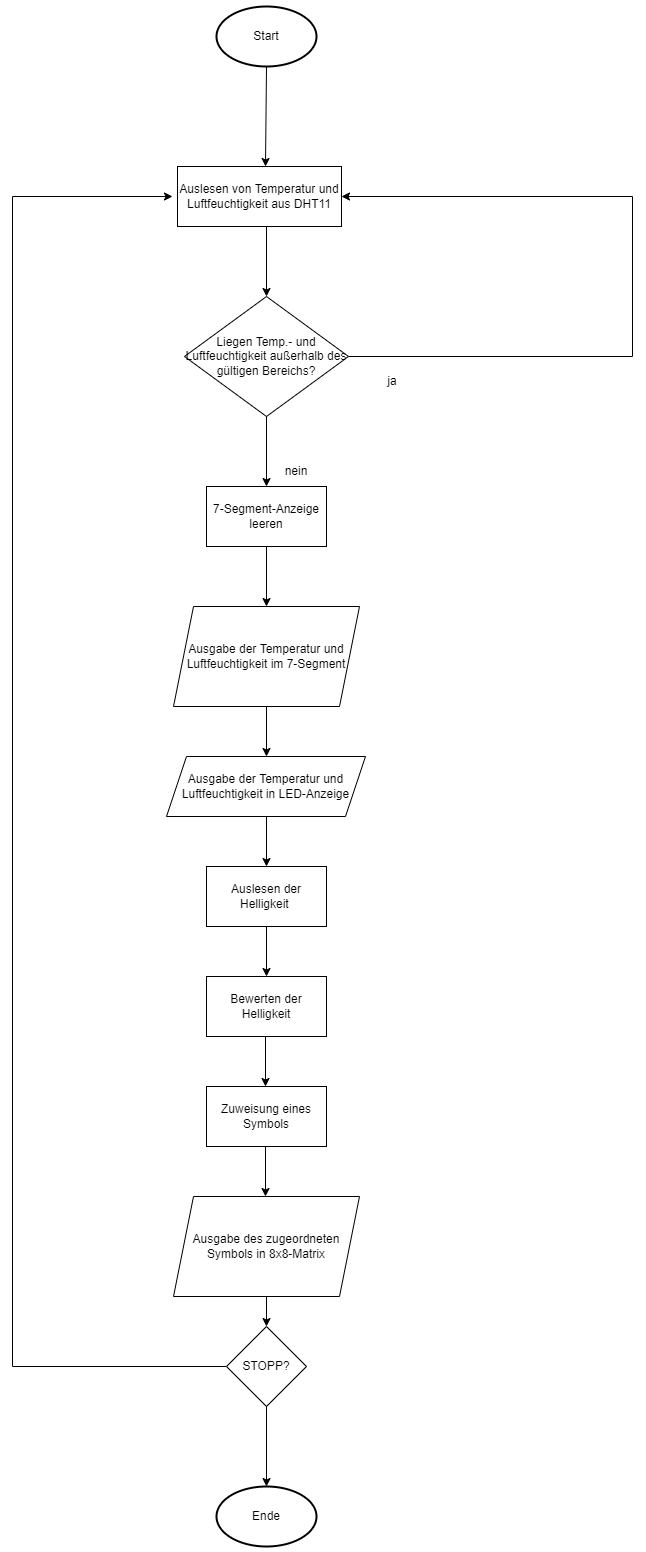 Start
Auslesen von Temperatur und
Luftfeuchtigkeit aus DHT11
Liegen Temp.- und
Luftfeuchtigkeit außerhalb des
gültigen Bereichs?
ja
nein
7-Segment-Anzeige
leeren
Ausgabe der Temperatur und
Luftfeuchtigkeit im 7-Segment
Ausgabe der Temperatur und
Luftfeuchtigkeit in LED-Anzeige
Auslesen der
Helligkeit
Bewerten der
Helligkeit
Zuweisung eines
Symbols
Ausgabe des zugeordneten
Symbols in 8x8-Matrix
STOPP?
Ende